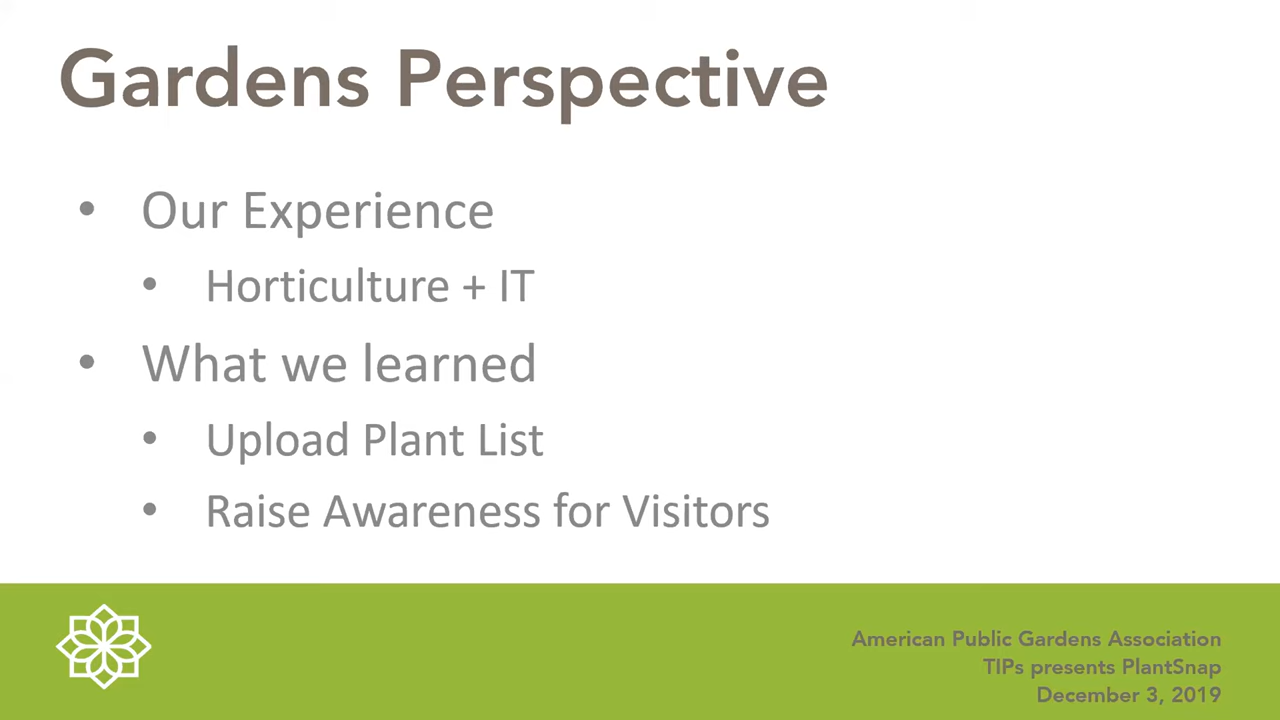 Gardens Perspective
• Our Experience
• Horticulture + IT
• What we learned
• Upload Plant List
• Raise Awareness for Visitors
American Public Gardens Association
TIPs presents PlantSnap
December 3, 2019